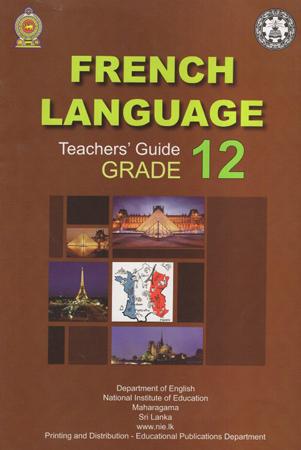 FRENCH
LANGUAGE
Teachers' Guide
GRADE 12
Department of English
National Institute of Education
Maharagama
Sri Lanka
www.nie.lk
Printing and Distribution - Educational Publications Department